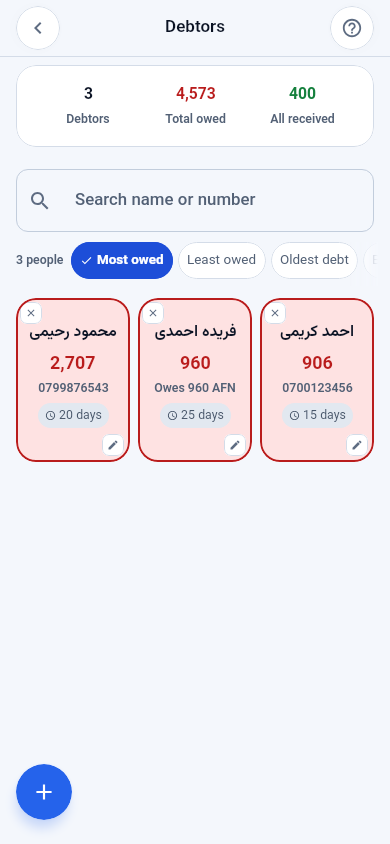 Debtors
3
Debtors
4,573
Total owed
400
All received
Search name or number
3 people
Most owed
Least owed
Oldest debt
محمود رحیمی
2,707
0799876543
20 days
فریده احمدی
960
Owes 960 AFN
25 days
احمد کریمی
906
0700123456
15 days